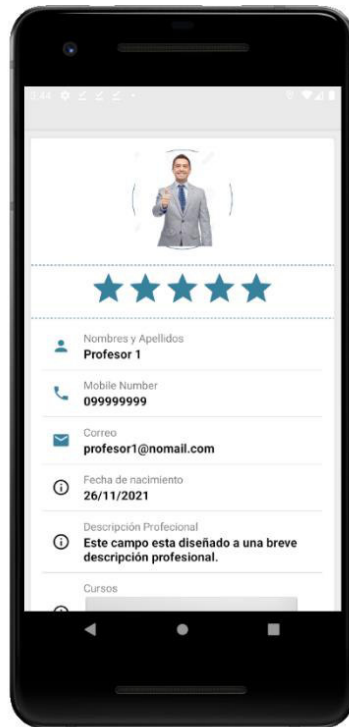 Nombres y Apellidos
Profesor 1
Mobile Number
099999999
Correo
profesor1@nomail.com
Fecha de nacimiento
26/11/2021
Descripción Profecional
Este campo esta diseñado a una breve
descripción profesional.
Cursos